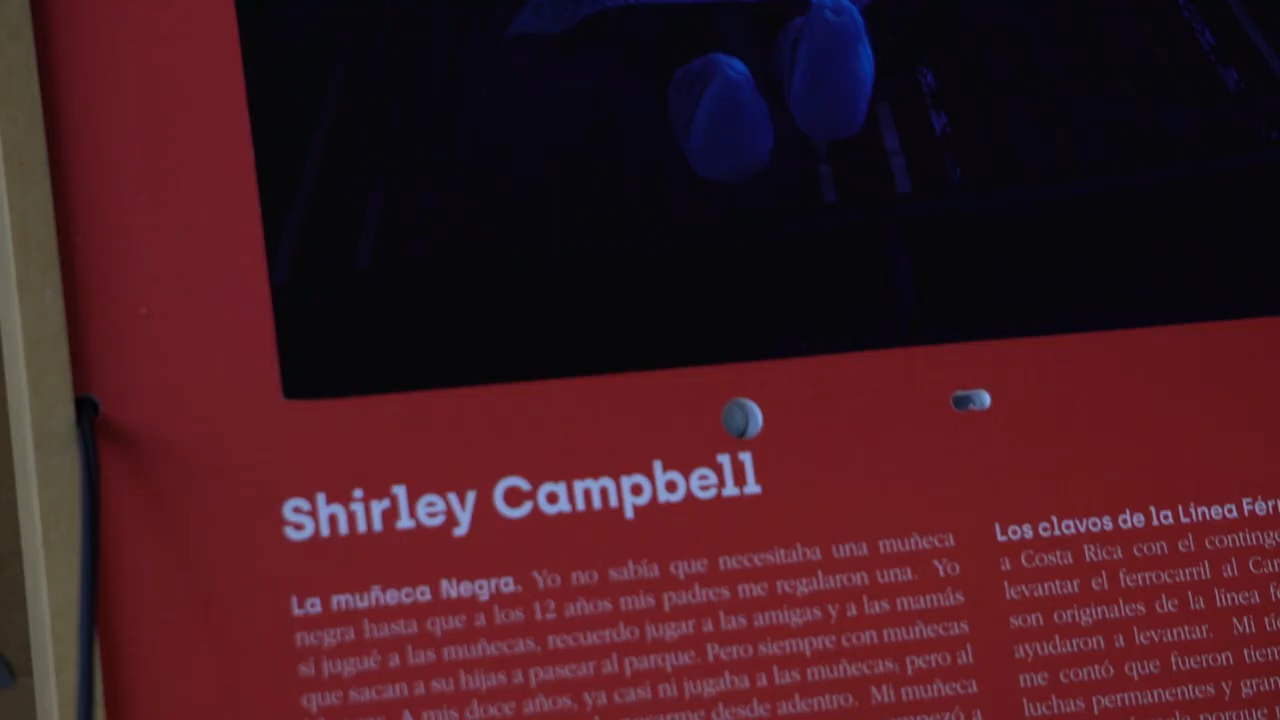 Shirley Campbell
La muñeca Negra. Yo no sabía que necesitaba una muñeca
negra hasta que a los 12 años mis padres me regalaron una. Yo
sí jugué a las muñecas, recuerdo jugar a las amigas y a las mamás
que sacan a su hijas a pasear al parque. Pero siempre con muñecas
A mis doce años, ya casi ni jugaba a las muñecas; pero al
desde adentro. Mi muñeca
empezó a
Los clavos de la Línea
a Costa Rica con el
levantar el ferrocarril al
son originales de la línea
ayudaron a levantar. Mi
me contó que fueron
luchas permanentes y
porque